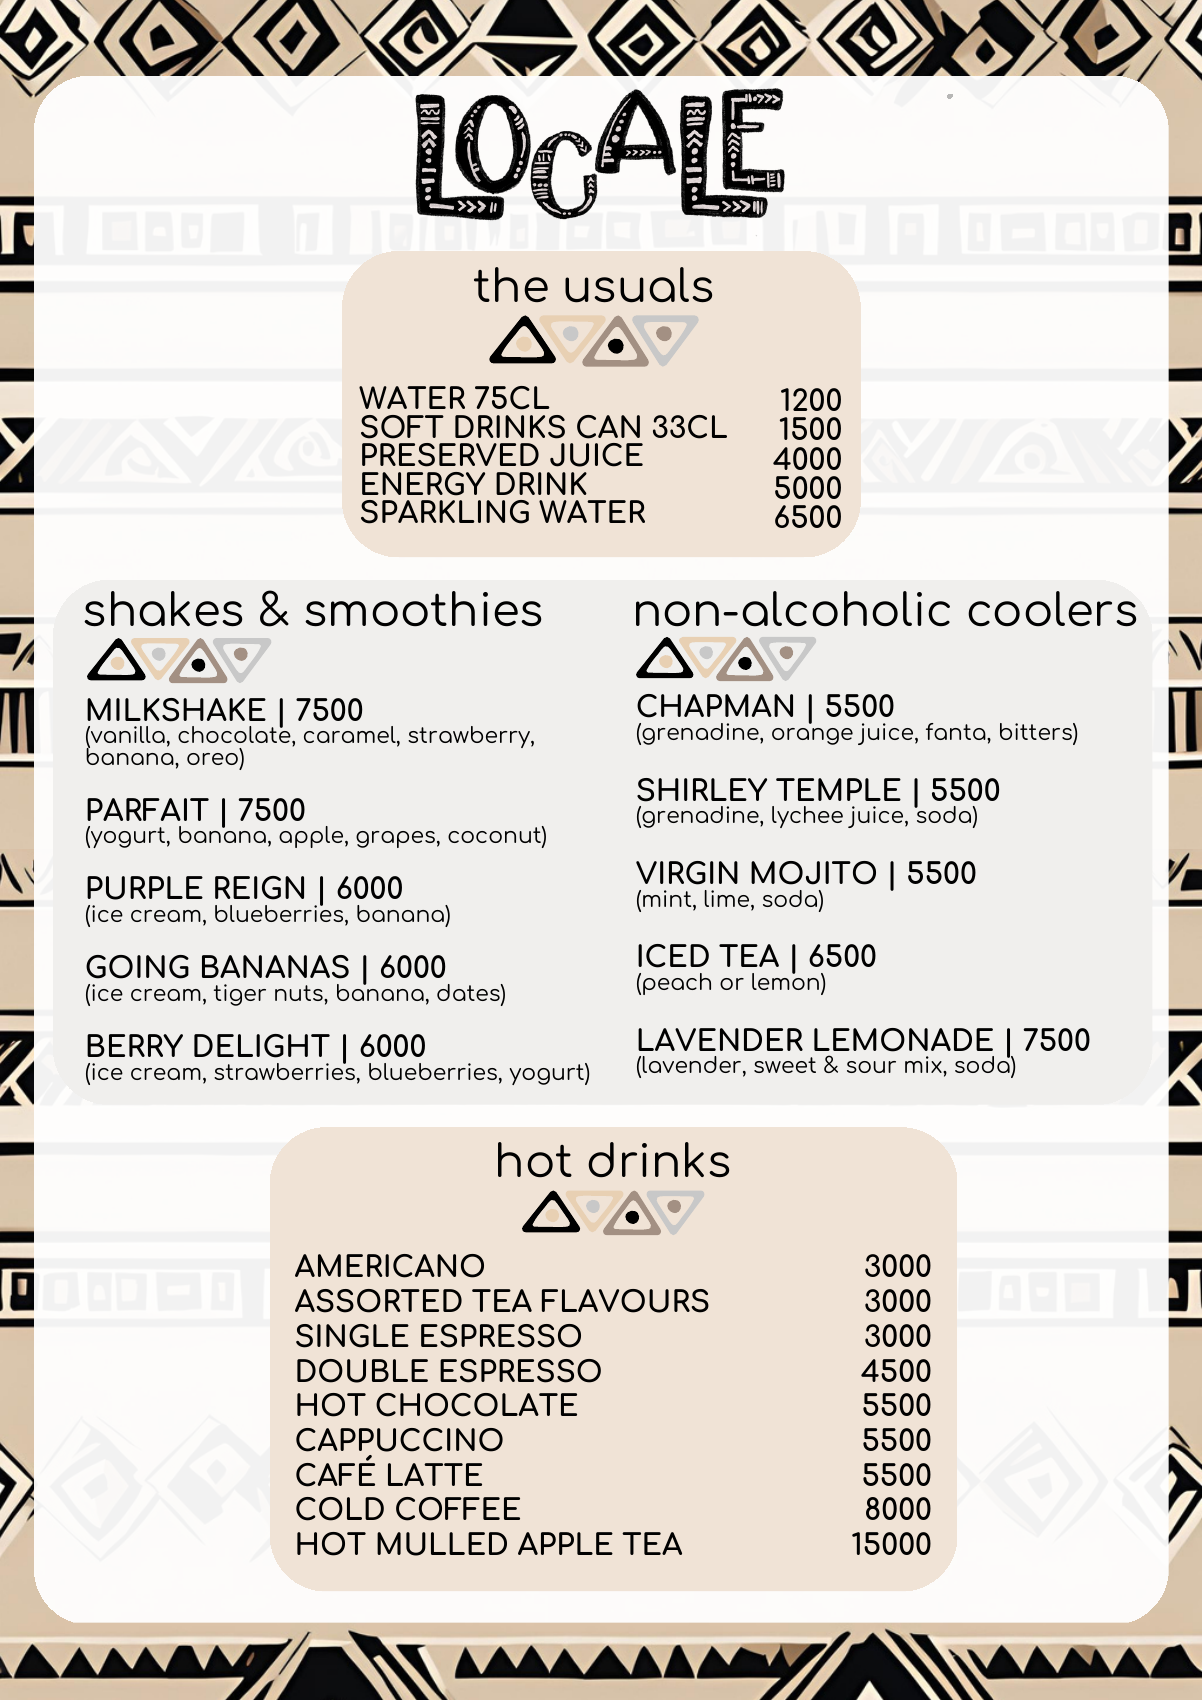 LOCALE
the usuals
WATER 75CL 1200
SOFT DRINKS CAN 33CL 1500
PRESERVED JUICE 4000
ENERGY DRINK 5000
SPARKLING WATER 6500
shakes & smoothies
MILKSHAKE | 7500
(vanilla, chocolate, caramel, strawberry,
banana, oreo)
PARFAIT | 7500
(yogurt, banana, apple, grapes, coconut)
PURPLE REIGN | 6000
(ice cream, blueberries, banana)
GOING BANANAS | 6000
(ice cream, tiger nuts, banana, dates)
BERRY DELIGHT | 6000
(ice cream, strawberries, blueberries, yogurt)
non-alcoholic coolers
CHAPMAN | 5500
(grenadine, orange juice, fanta, bitters)
SHIRLEY TEMPLE | 5500
(grenadine, lychee juice, soda)
VIRGIN MOJITO | 5500
(mint, lime, soda)
ICED TEA | 6500
(peach or lemon)
LAVENDER LEMONADE | 7500
(lavender, sweet & sour mix, soda)
hot drinks
AMERICANO 3000
ASSORTED TEA FLAVOURS 3000
SINGLE ESPRESSO 3000
DOUBLE ESPRESSO 4500
HOT CHOCOLATE 5500
CAPPUCCINO 5500
CAFÉ LATTE 5500
COLD COFFEE 8000
HOT MULLED APPLE TEA 15000